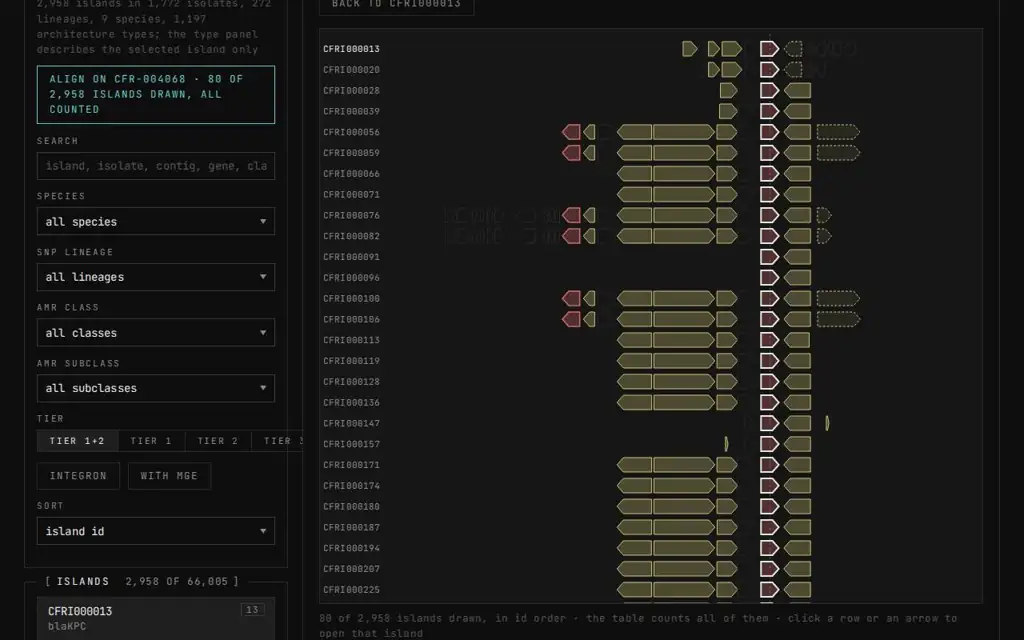 2,958 islands in 1,772 isolates, 272
lineages, 9 species, 1,197
architecture types; the type panel
describes the selected island only
ALIGN ON CFR-004068 · 80 OF
2,958 ISLANDS DRAWN, ALL
COUNTED
SEARCH
island, isolate, contig, gene, cla
SPECIES
all species
SNP LINEAGE
all lineages
AMR CLASS
all classes
AMR SUBCLASS
all subclasses
TIER
TIER 1+2
TIER 1
TIER 2
TIER 3
INTEGRON
WITH MGE
SORT
island id
[ ISLANDS 2,958 OF 66,005 ]
CFRI000013
13
blaKPC
BACK TO CFRI000013
CFRI000013
CFRI000020
CFRI000028
CFRI000039
CFRI000056
CFRI000059
CFRI000066
CFRI000071
CFRI000076
CFRI000082
CFRI000091
CFRI000096
CFRI000100
CFRI000106
CFRI000113
CFRI000119
CFRI000128
CFRI000136
CFRI000147
CFRI000157
CFRI000171
CFRI000174
CFRI000180
CFRI000187
CFRI000194
CFRI000207
CFRI000225
80 of 2,958 islands drawn, in id order · the table counts all of them · click a row or an arrow to
open that island